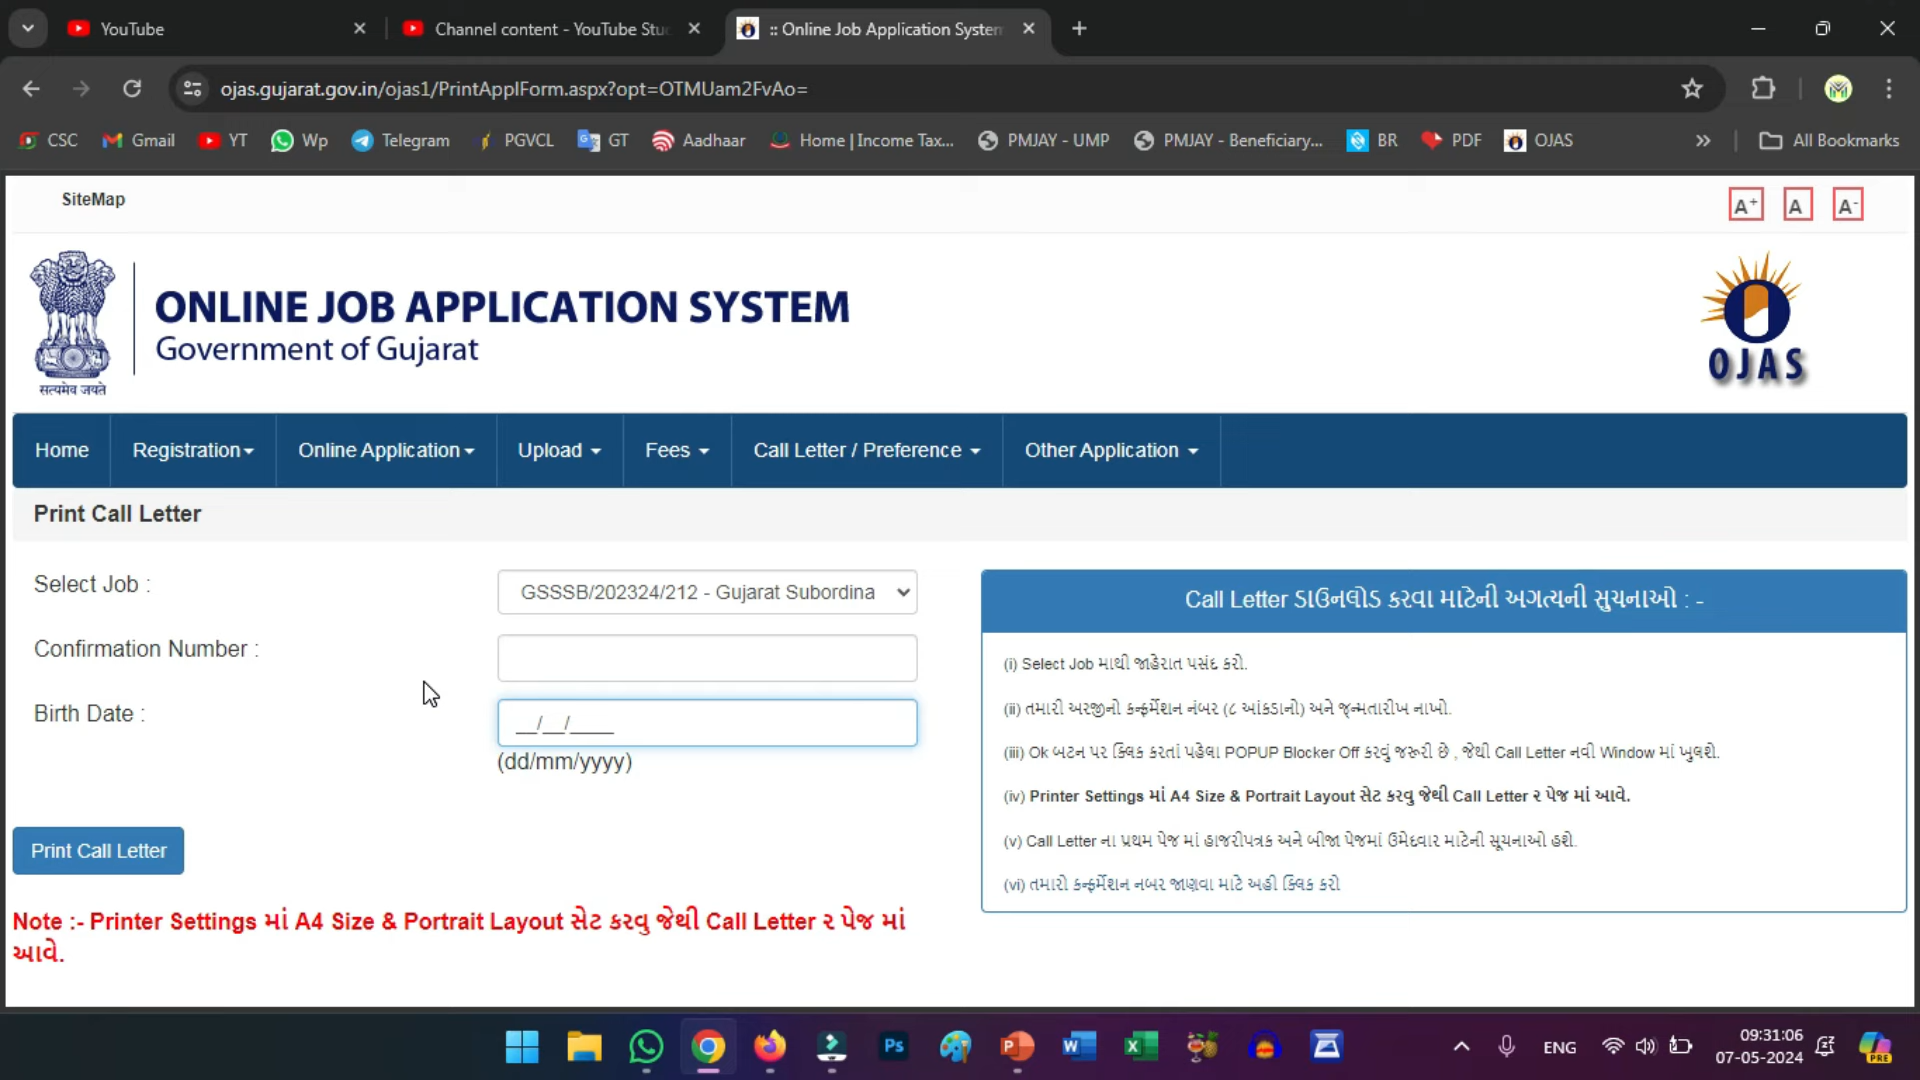 YouTube
Channel content - YouTube Stu
:: Online Job Application System
ojas.gujarat.gov.in/ojas1/PrintApplForm.aspx?opt=OTMUam2FvAo=
CSC
Gmail
YT
Wp
Telegram
PGVCL
GT
Aadhaar
Home | Income Tax...
PMJAY - UMP
PMJAY - Beneficiary...
BR
PDF
OJAS
»
All Bookmarks
SiteMap
A+
A
A-
ONLINE JOB APPLICATION SYSTEM
Government of Gujarat
सत्यमेव जयते
OJAS
Home
Registration
Online Application
Upload
Fees
Call Letter / Preference
Other Application
Print Call Letter
Select Job :
GSSSB/202324/212 - Gujarat Subordina
Confirmation Number :
Birth Date :
__/__/____
(dd/mm/yyyy)
Print Call Letter
Note :- Printer Settings માં A4 Size & Portrait Layout સેટ કરવુ જેથી Call Letter ૨ પેજ માં
આવે.
Call Letter ડાઉનલોડ કરવા માટેની અગત્યની સુચનાઓ : -
(i) Select Job માથી જાહેરાત પસંદ કરો.
(ii) તમારી અરજીનો કન્ફર્મેશન નંબર (૮ આંકડાનો) અને જન્મતારીખ નાખો.
(iii) Ok બટન પર ક્લિક કરતાં પહેલા POPUP Blocker Off કરવું જરૂરી છે , જેથી Call Letter નવી Window માં ખુલશે.
(iv) Printer Settings માં A4 Size & Portrait Layout સેટ કરવુ જેથી Call Letter ૨ પેજ માં આવે.
(v) Call Letter ના પ્રથમ પેજ માં હાજરીપત્રક અને બીજા પેજમાં ઉમેદવાર માટેની સૂચનાઓ હશે.
(vi) તમારો કન્ફર્મેશન નબર જાણવા માટે અહી ક્લિક કરો
Ps
ENG
09:31:06
07-05-2024
PRE